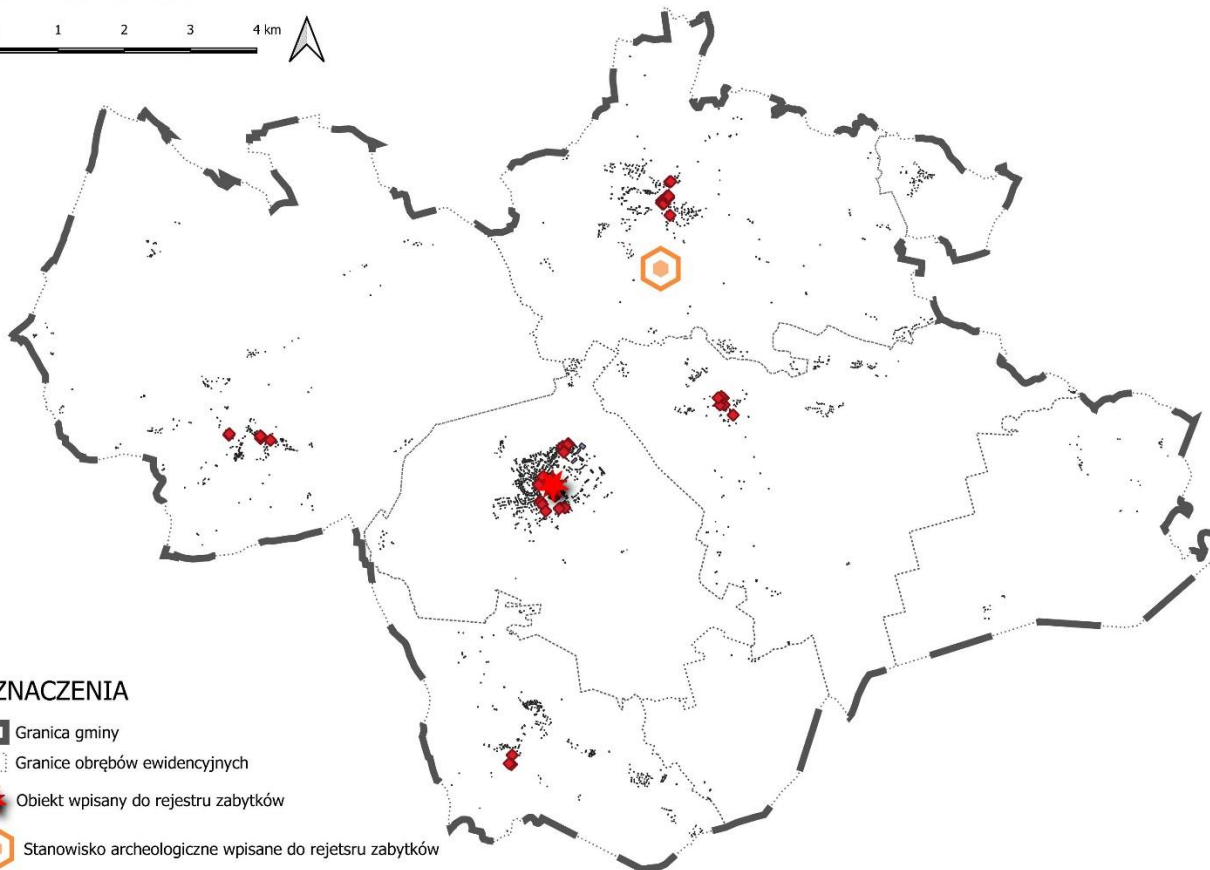 1 2 3 4 km
ZNACZENIA
Granica gminy
Granice obrębów ewidencyjnych
Obiekt wpisany do rejestru zabytków
Stanowisko archeologiczne wpisane do rejetsru zabytków